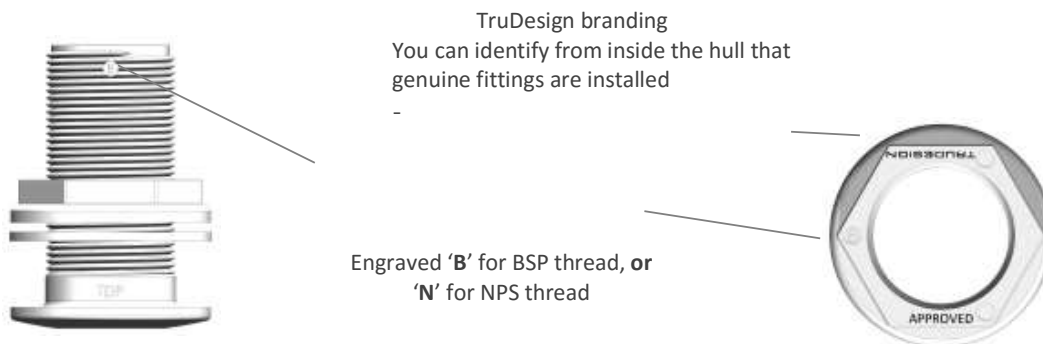 TruDesign branding
You can identify from inside the hull that
genuine fittings are installed
-
B
TRUDESIGN
Engraved ‘B’ for BSP thread, or
‘N’ for NPS thread
TDP
B
APPROVED